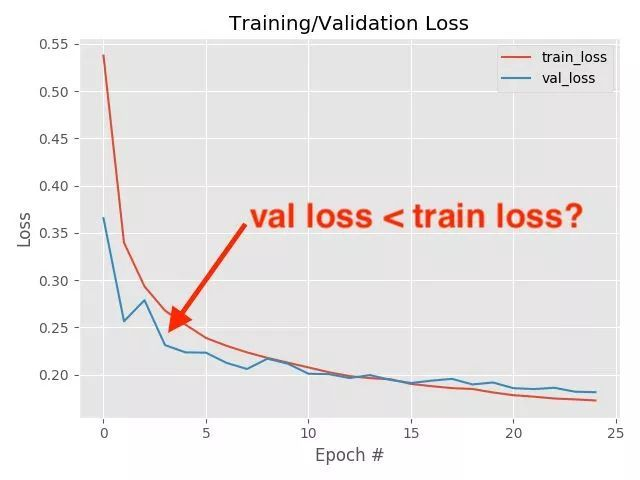 Training/Validation Loss
0.55
0.50
0.45
0.40
0.35
0.30
0.25
0.20
Loss
train_loss
val_loss
val loss < train loss?
0
5
10
15
20
25
Epoch #